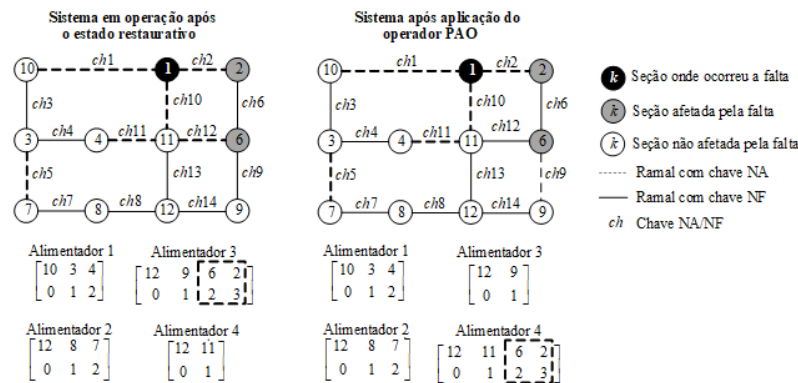 Sistema em operação após
o estado restaurativo
Sistema após aplicação do
operador PAO
10 ch1 1 ch2 2
ch3 ch10 ch6
3 ch4 4 ch11 11 ch12 6
ch5 ch13 ch9
7 ch7 8 ch8 12 ch14 9
10 ch1 1 ch2 2
ch3 ch10 ch6
3 ch4 4 ch11 11 ch12 6
ch5 ch13 ch9
7 ch7 8 ch8 12 ch14 9
k Seção onde ocorreu a falta
k Seção afetada pela falta
k Seção não afetada pela falta
Ramal com chave NA
Ramal com chave NF
ch Chave NA/NF
Alimentador 1
10 3 4
0 1 2
Alimentador 3
12 9 6 2
0 1 2 3
Alimentador 2
12 8 7
0 1 2
Alimentador 4
12 11
0 1
Alimentador 1
10 3 4
0 1 2
Alimentador 3
12 9
0 1
Alimentador 2
12 8 7
0 1 2
Alimentador 4
12 11 6 2
0 1 2 3